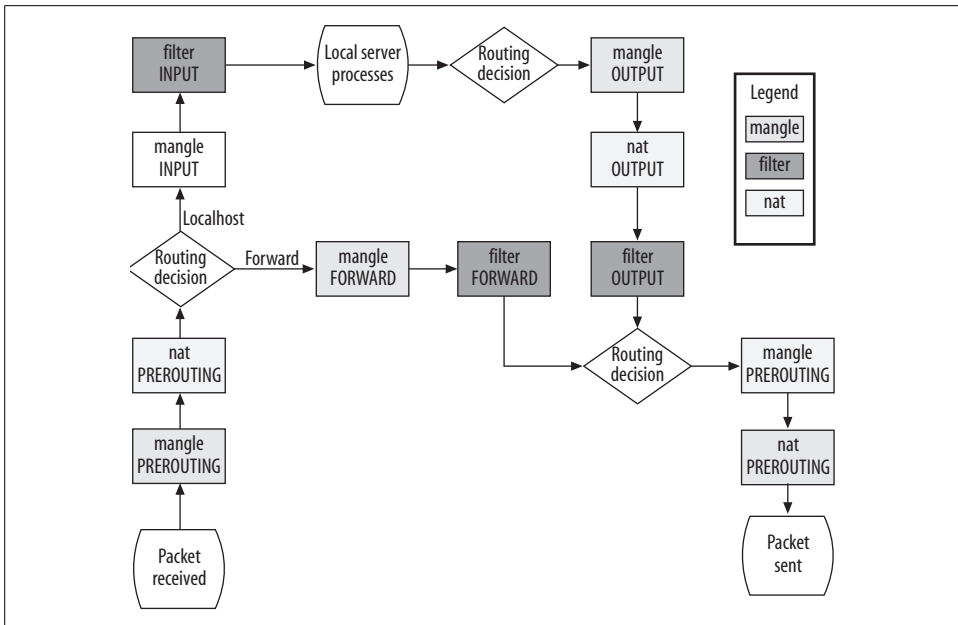 filter
INPUT
Local server
processes
Routing
decision
mangle
OUTPUT
Legend
mangle
filter
nat
mangle
INPUT
nat
OUTPUT
Localhost
Routing
decision
Forward
mangle
FORWARD
filter
FORWARD
filter
OUTPUT
nat
PREROUTING
Routing
decision
mangle
PREROUTING
mangle
PREROUTING
nat
PREROUTING
Packet
received
Packet
sent